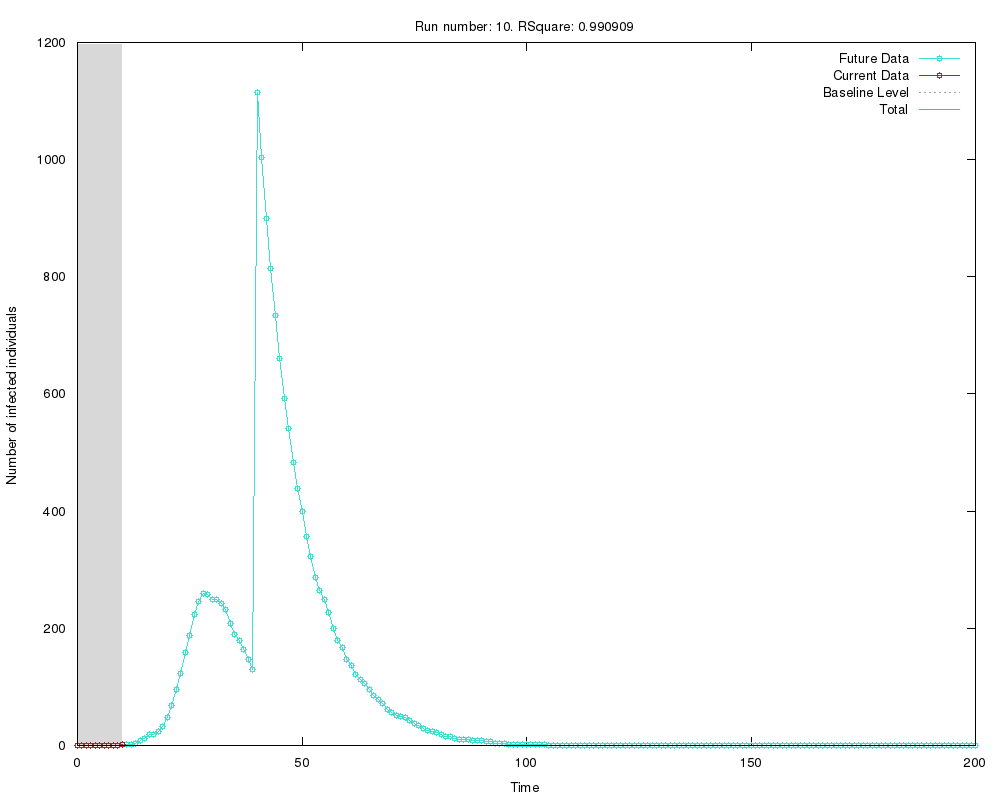 Run number: 10. RSquare: 0.990909
1200
1000
800
600
400
200
0
Number of infected individuals
Future Data
Current Data
Baseline Level
Total
0 50 100 150 200
Time